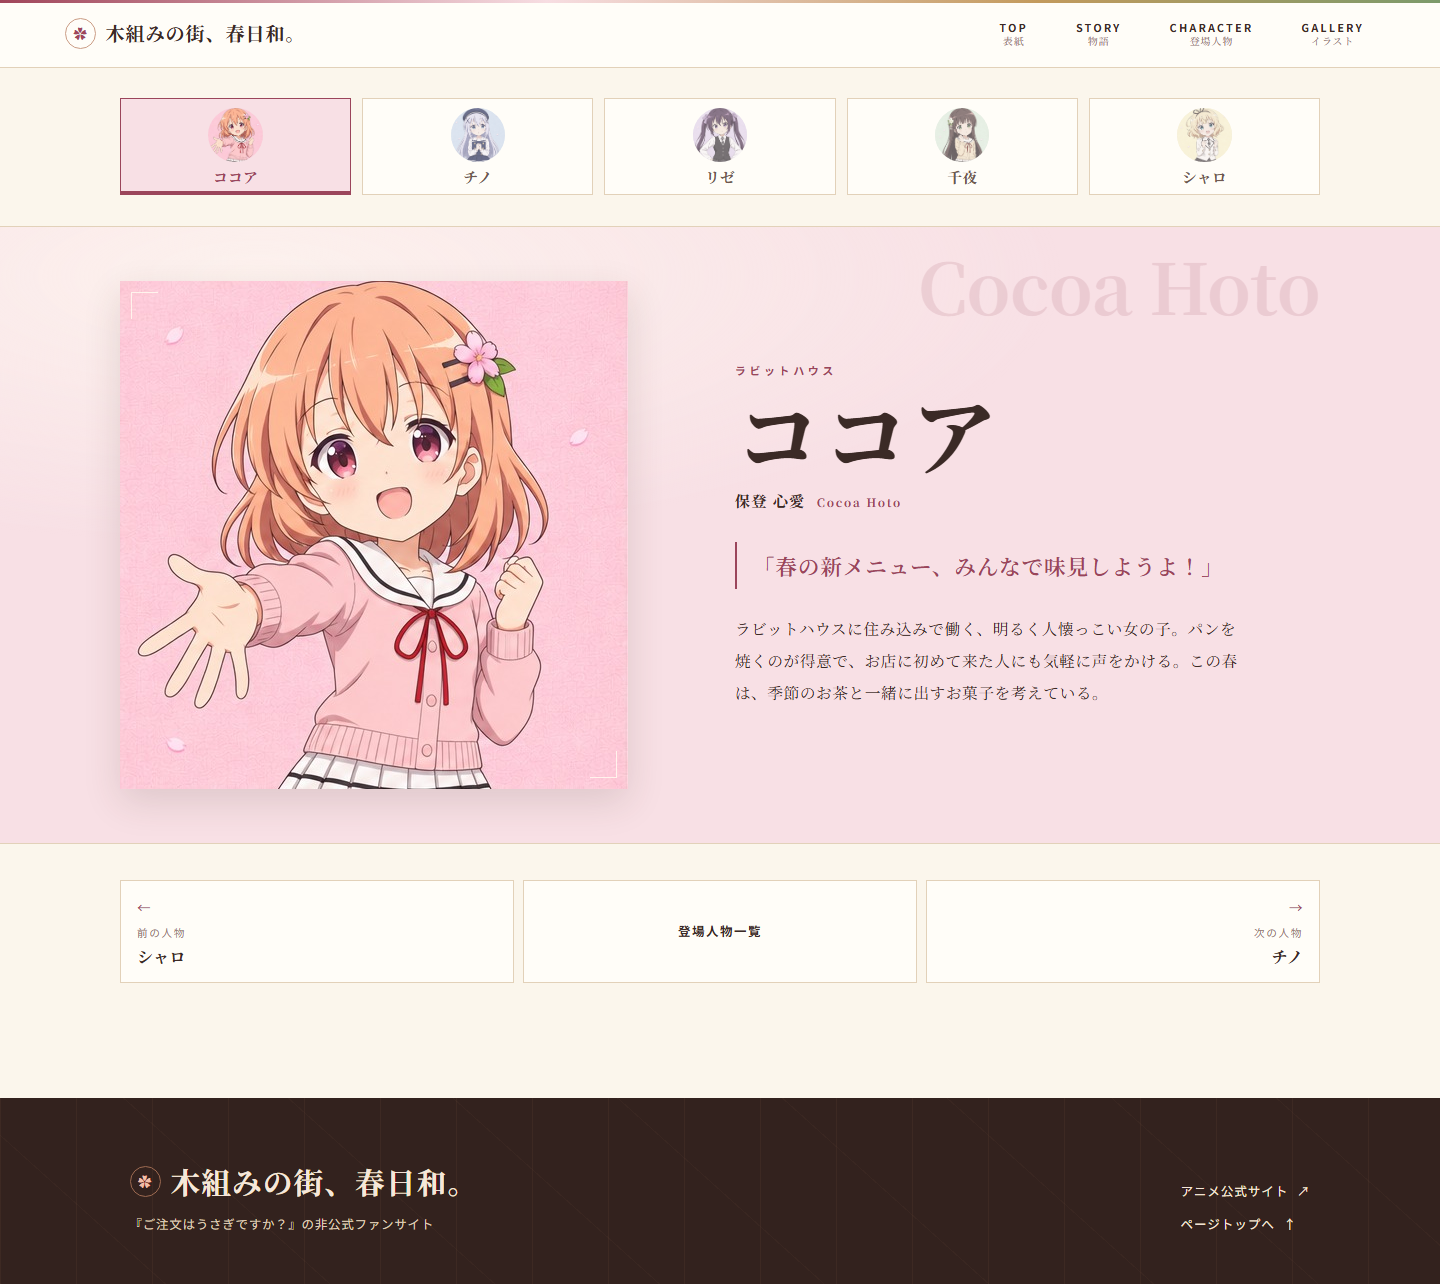 木組みの街、春日和。
TOP
表紙
STORY
物語
CHARACTER
登場人物
GALLERY
イラスト
ココア
チノ
リゼ
千夜
シャロ
Cocoa Hoto
ラビットハウス
ココア
保登 心愛 Cocoa Hoto
「春の新メニュー、みんなで味見しようよ！」
ラビットハウスに住み込みで働く、明るく人懐っこい女の子。パンを
焼くのが得意で、お店に初めて来た人にも気軽に声をかける。この春
は、季節のお茶と一緒に出すお菓子を考えている。
←
前の人物
シャロ
登場人物一覧
→
次の人物
チノ
木組みの街、春日和。
『ご注文はうさぎですか？』の非公式ファンサイト
アニメ公式サイト ↗
ページトップへ ↑